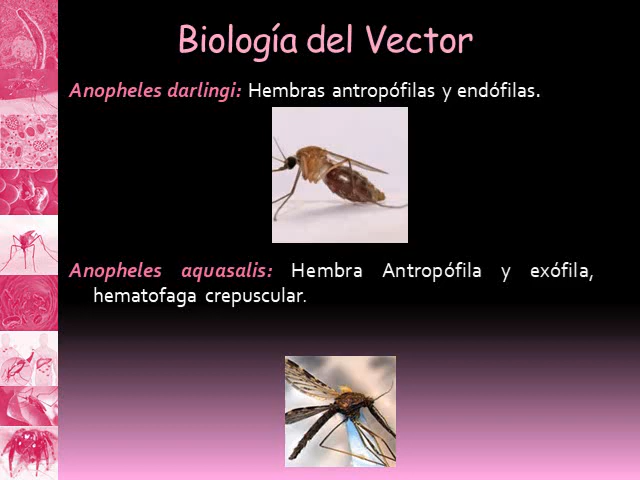 Biología del Vector
Anopheles darlingi: Hembras antropófilas y endófilas.
Anopheles aquasalis: Hembra Antropófila y exófila,
hematofaga crepuscular.